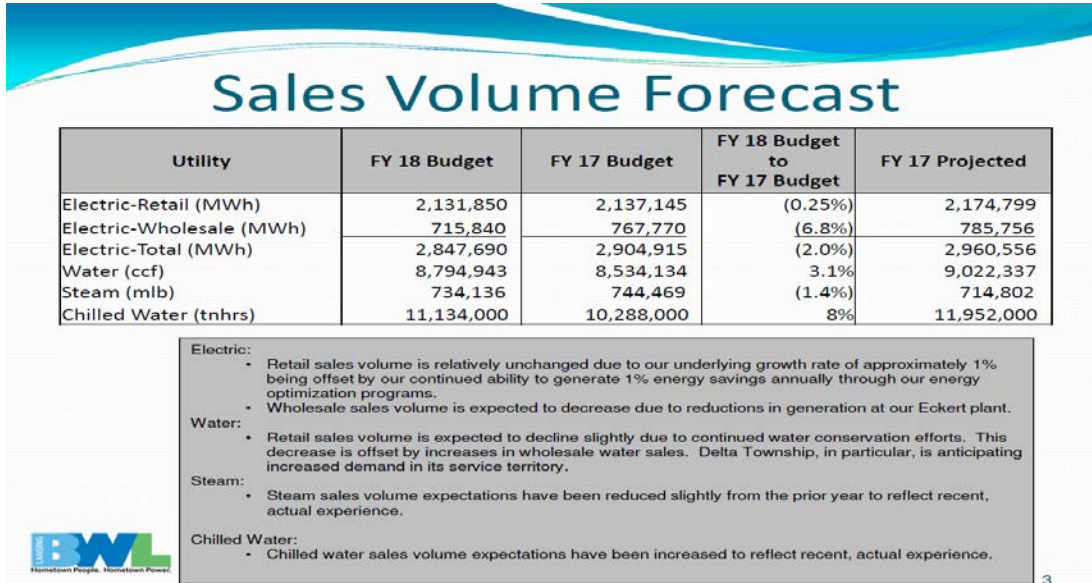 Sales Volume Forecast
Utility FY 18 Budget FY 17 Budget FY 18 Budget to FY 17 Budget FY 17 Projected
Electric-Retail (MWh) 2,131,850 2,137,145 (0.25%) 2,174,799
Electric-Wholesale (MWh) 715,840 767,770 (6.8%) 785,756
Electric-Total (MWh) 2,847,690 2,904,915 (2.0%) 2,960,556
Water (ccf) 8,794,943 8,534,134 3.1% 9,022,337
Steam (mlb) 734,136 744,469 (1.4%) 714,802
Chilled Water (tnhrs) 11,134,000 10,288,000 8% 11,952,000
Electric:
• Retail sales volume is relatively unchanged due to our underlying growth rate of approximately 1%
being offset by our continued ability to generate 1% energy savings annually through our energy
optimization programs.
• Wholesale sales volume is expected to decrease due to reductions in generation at our Eckert plant.
Water:
• Retail sales volume is expected to decline slightly due to continued water conservation efforts. This
decrease is offset by increases in wholesale water sales. Delta Township, in particular, is anticipating
increased demand in its service territory.
Steam:
• Steam sales volume expectations have been reduced slightly from the prior year to reflect recent,
actual experience.
Chilled Water:
• Chilled water sales volume expectations have been increased to reflect recent, actual experience.
LANSING
BWL
Hometown People. Hometown Power.
3